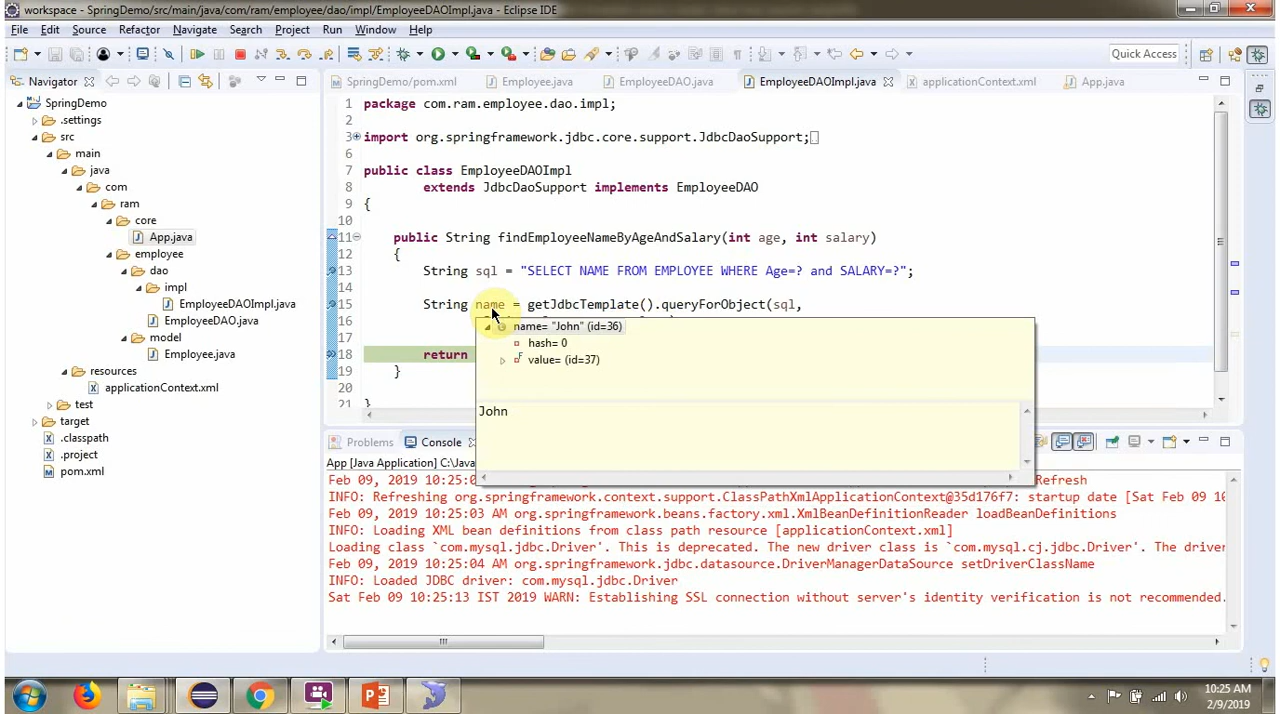 workspace - SpringDemo/src/main/java/com/ram/employee/dao/impl/EmployeeDAOImpl.java - Eclipse IDE
File Edit Source Refactor Navigate Search Project Run Window Help
Quick Access
Navigator
SpringDemo
.settings
src
main
java
com
ram
core
App.java
employee
dao
impl
EmployeeDAOImpl.java
EmployeeDAO.java
model
Employee.java
resources
applicationContext.xml
test
target
.classpath
.project
pom.xml
SpringDemo/pom.xml Employee.java EmployeeDAO.java EmployeeDAOImpl.java applicationContext.xml App.java
1 package com.ram.employee.dao.impl;
2
3 import org.springframework.jdbc.core.support.JdbcDaoSupport;
6
7 public class EmployeeDAOImpl
8 extends JdbcDaoSupport implements EmployeeDAO
9 {
10
11 public String findEmployeeNameByAgeAndSalary(int age, int salary)
12 {
13 String sql = "SELECT NAME FROM EMPLOYEE WHERE Age=? and SALARY=?";
14
15 String name = getJdbcTemplate().queryForObject(sql,
16
17
18 return
19 }
20
21 }
name= "John" (id=36)
hash= 0
value= (id=37)
John
Problems Console
App [Java Application] C:\Java
Feb 09, 2019 10:25:0
Refresh
INFO: Refreshing org.springframework.context.support.ClassPathXmlApplicationContext@35d176f7: startup date [Sat Feb 09 10
Feb 09, 2019 10:25:03 AM org.springframework.beans.factory.xml.XmlBeanDefinitionReader loadBeanDefinitions
INFO: Loading XML bean definitions from class path resource [applicationContext.xml]
Loading class `com.mysql.jdbc.Driver'. This is deprecated. The new driver class is `com.mysql.cj.jdbc.Driver'. The driver
Feb 09, 2019 10:25:04 AM org.springframework.jdbc.datasource.DriverManagerDataSource setDriverClassName
INFO: Loaded JDBC driver: com.mysql.jdbc.Driver
Sat Feb 09 10:25:13 IST 2019 WARN: Establishing SSL connection without server's identity verification is not recommended.
10:25 AM
2/9/2019